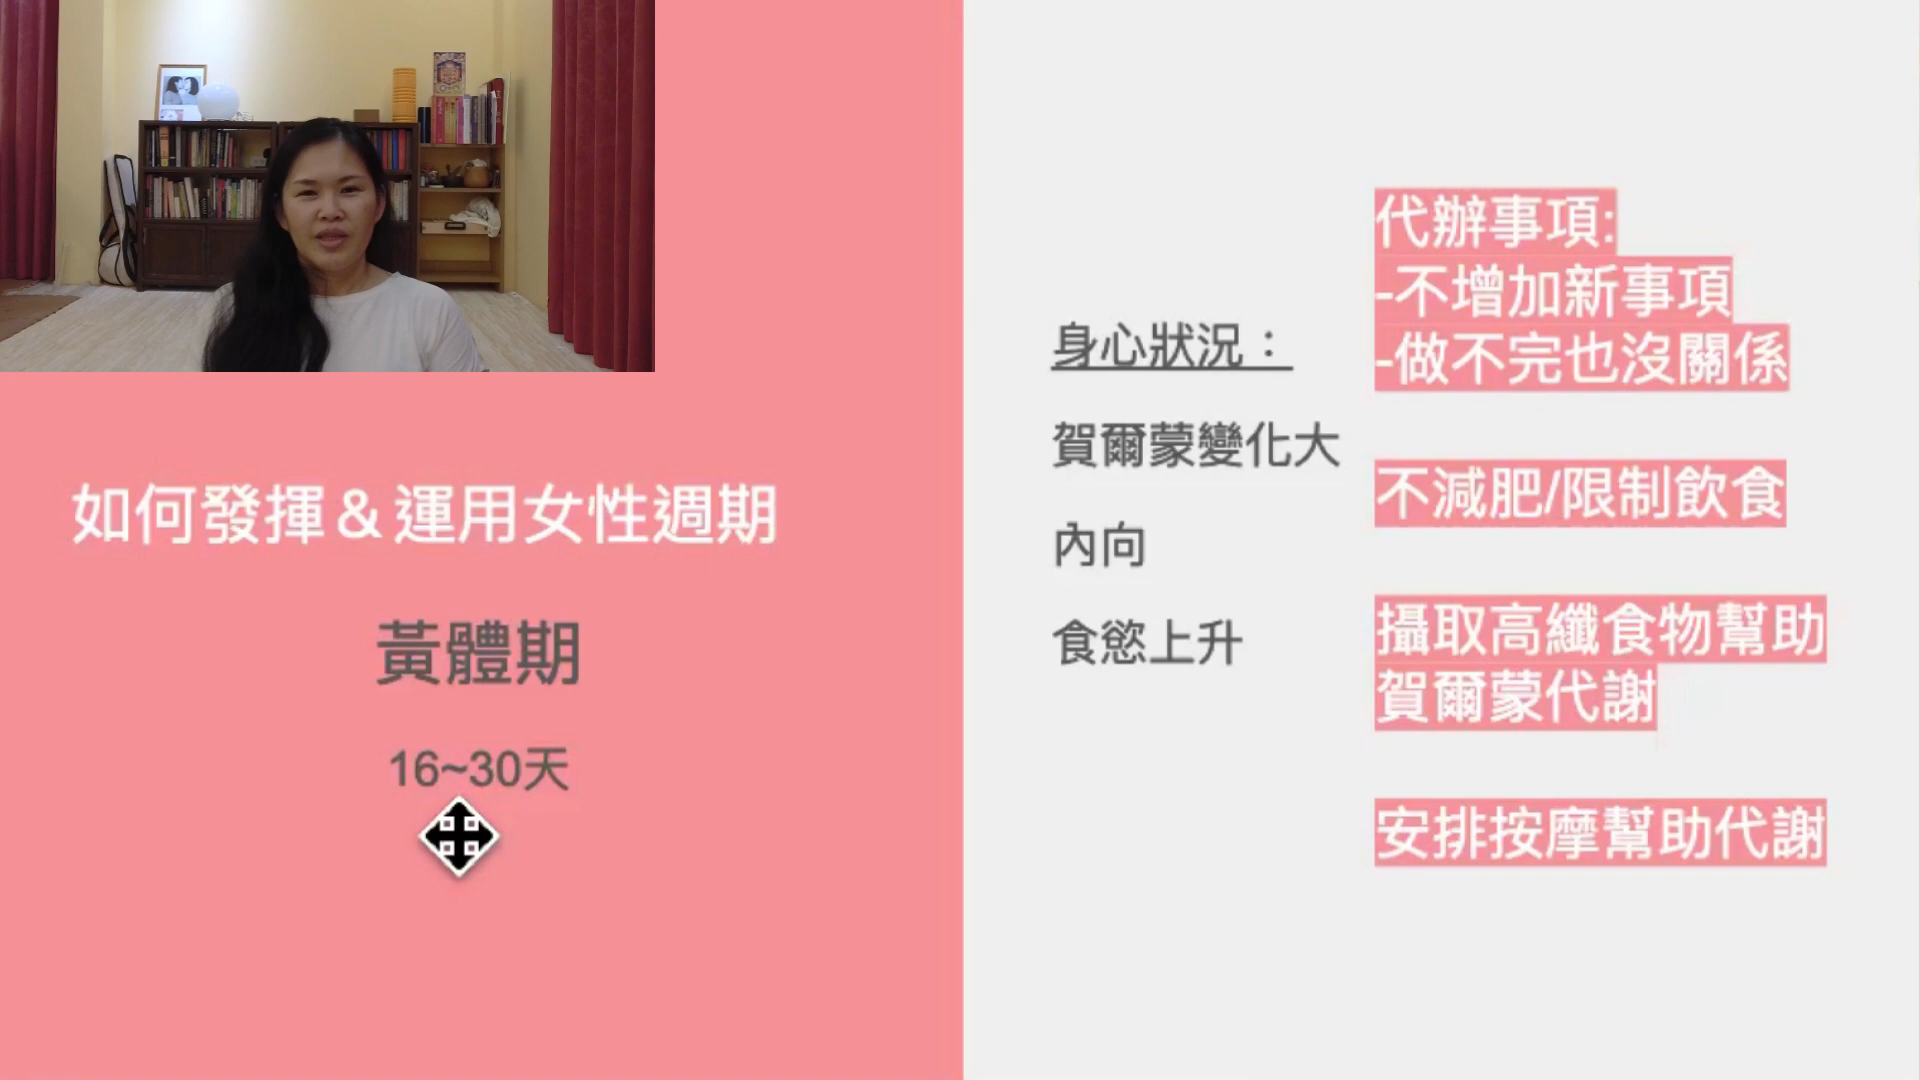 如何發揮＆運用女性週期
黃體期
16~30天
身心狀況：
賀爾蒙變化大
內向
食慾上升
代辦事項:
-不增加新事項
-做不完也沒關係
不減肥/限制飲食
攝取高纖食物幫助
賀爾蒙代謝
安排按摩幫助代謝